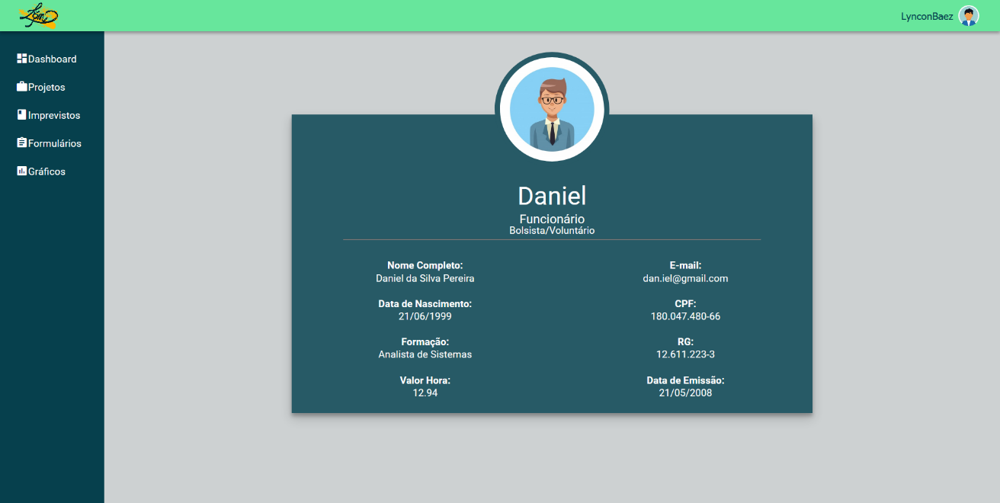 LynconBaez
Dashboard
Projetos
Imprevistos
Formulários
Gráficos
Daniel
Funcionário
Bolsista/Voluntário
Nome Completo:
Daniel da Silva Pereira
Data de Nascimento:
21/06/1999
Formação:
Analista de Sistemas
Valor Hora:
12.94
E-mail:
dan.iel@gmail.com
CPF:
180.047.480-66
RG:
12.611.223-3
Data de Emissão:
21/05/2008